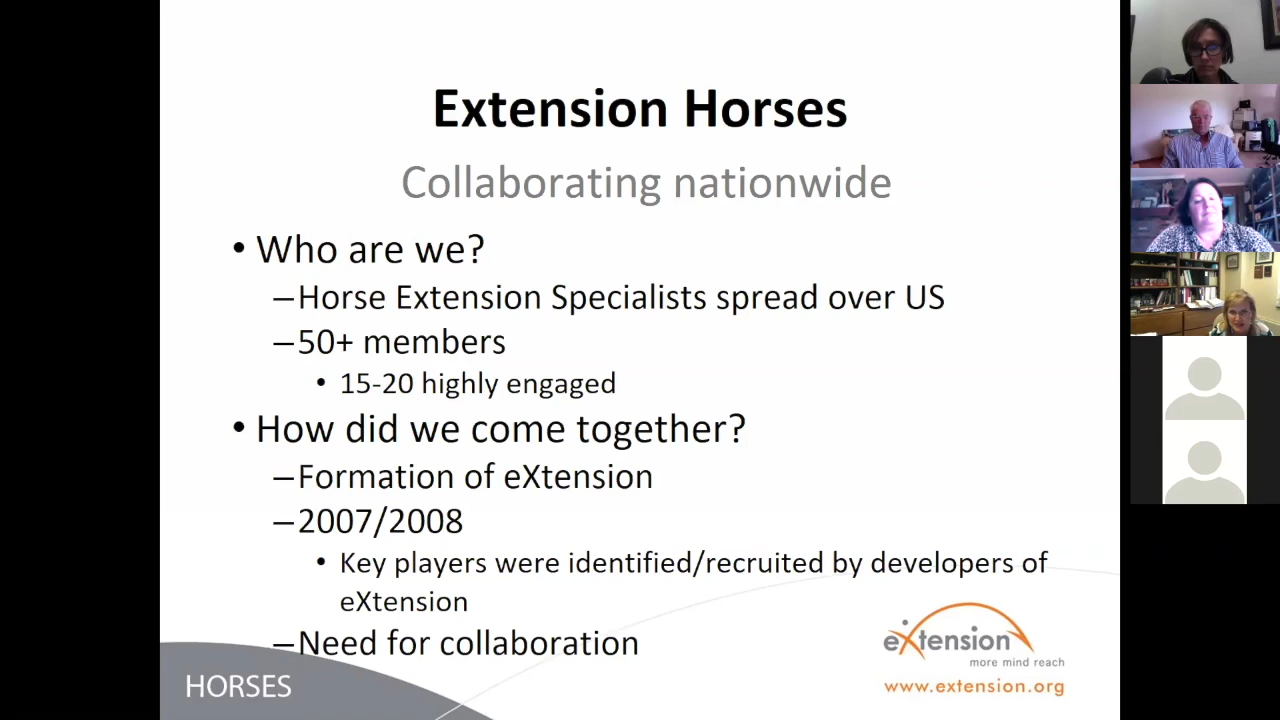 Extension Horses
Collaborating nationwide
• Who are we?
–Horse Extension Specialists spread over US
–50+ members
• 15-20 highly engaged
• How did we come together?
–Formation of eXtension
–2007/2008
• Key players were identified/recruited by developers of
eXtension
–Need for collaboration
eXtension
more mind reach
www.extension.org
HORSES